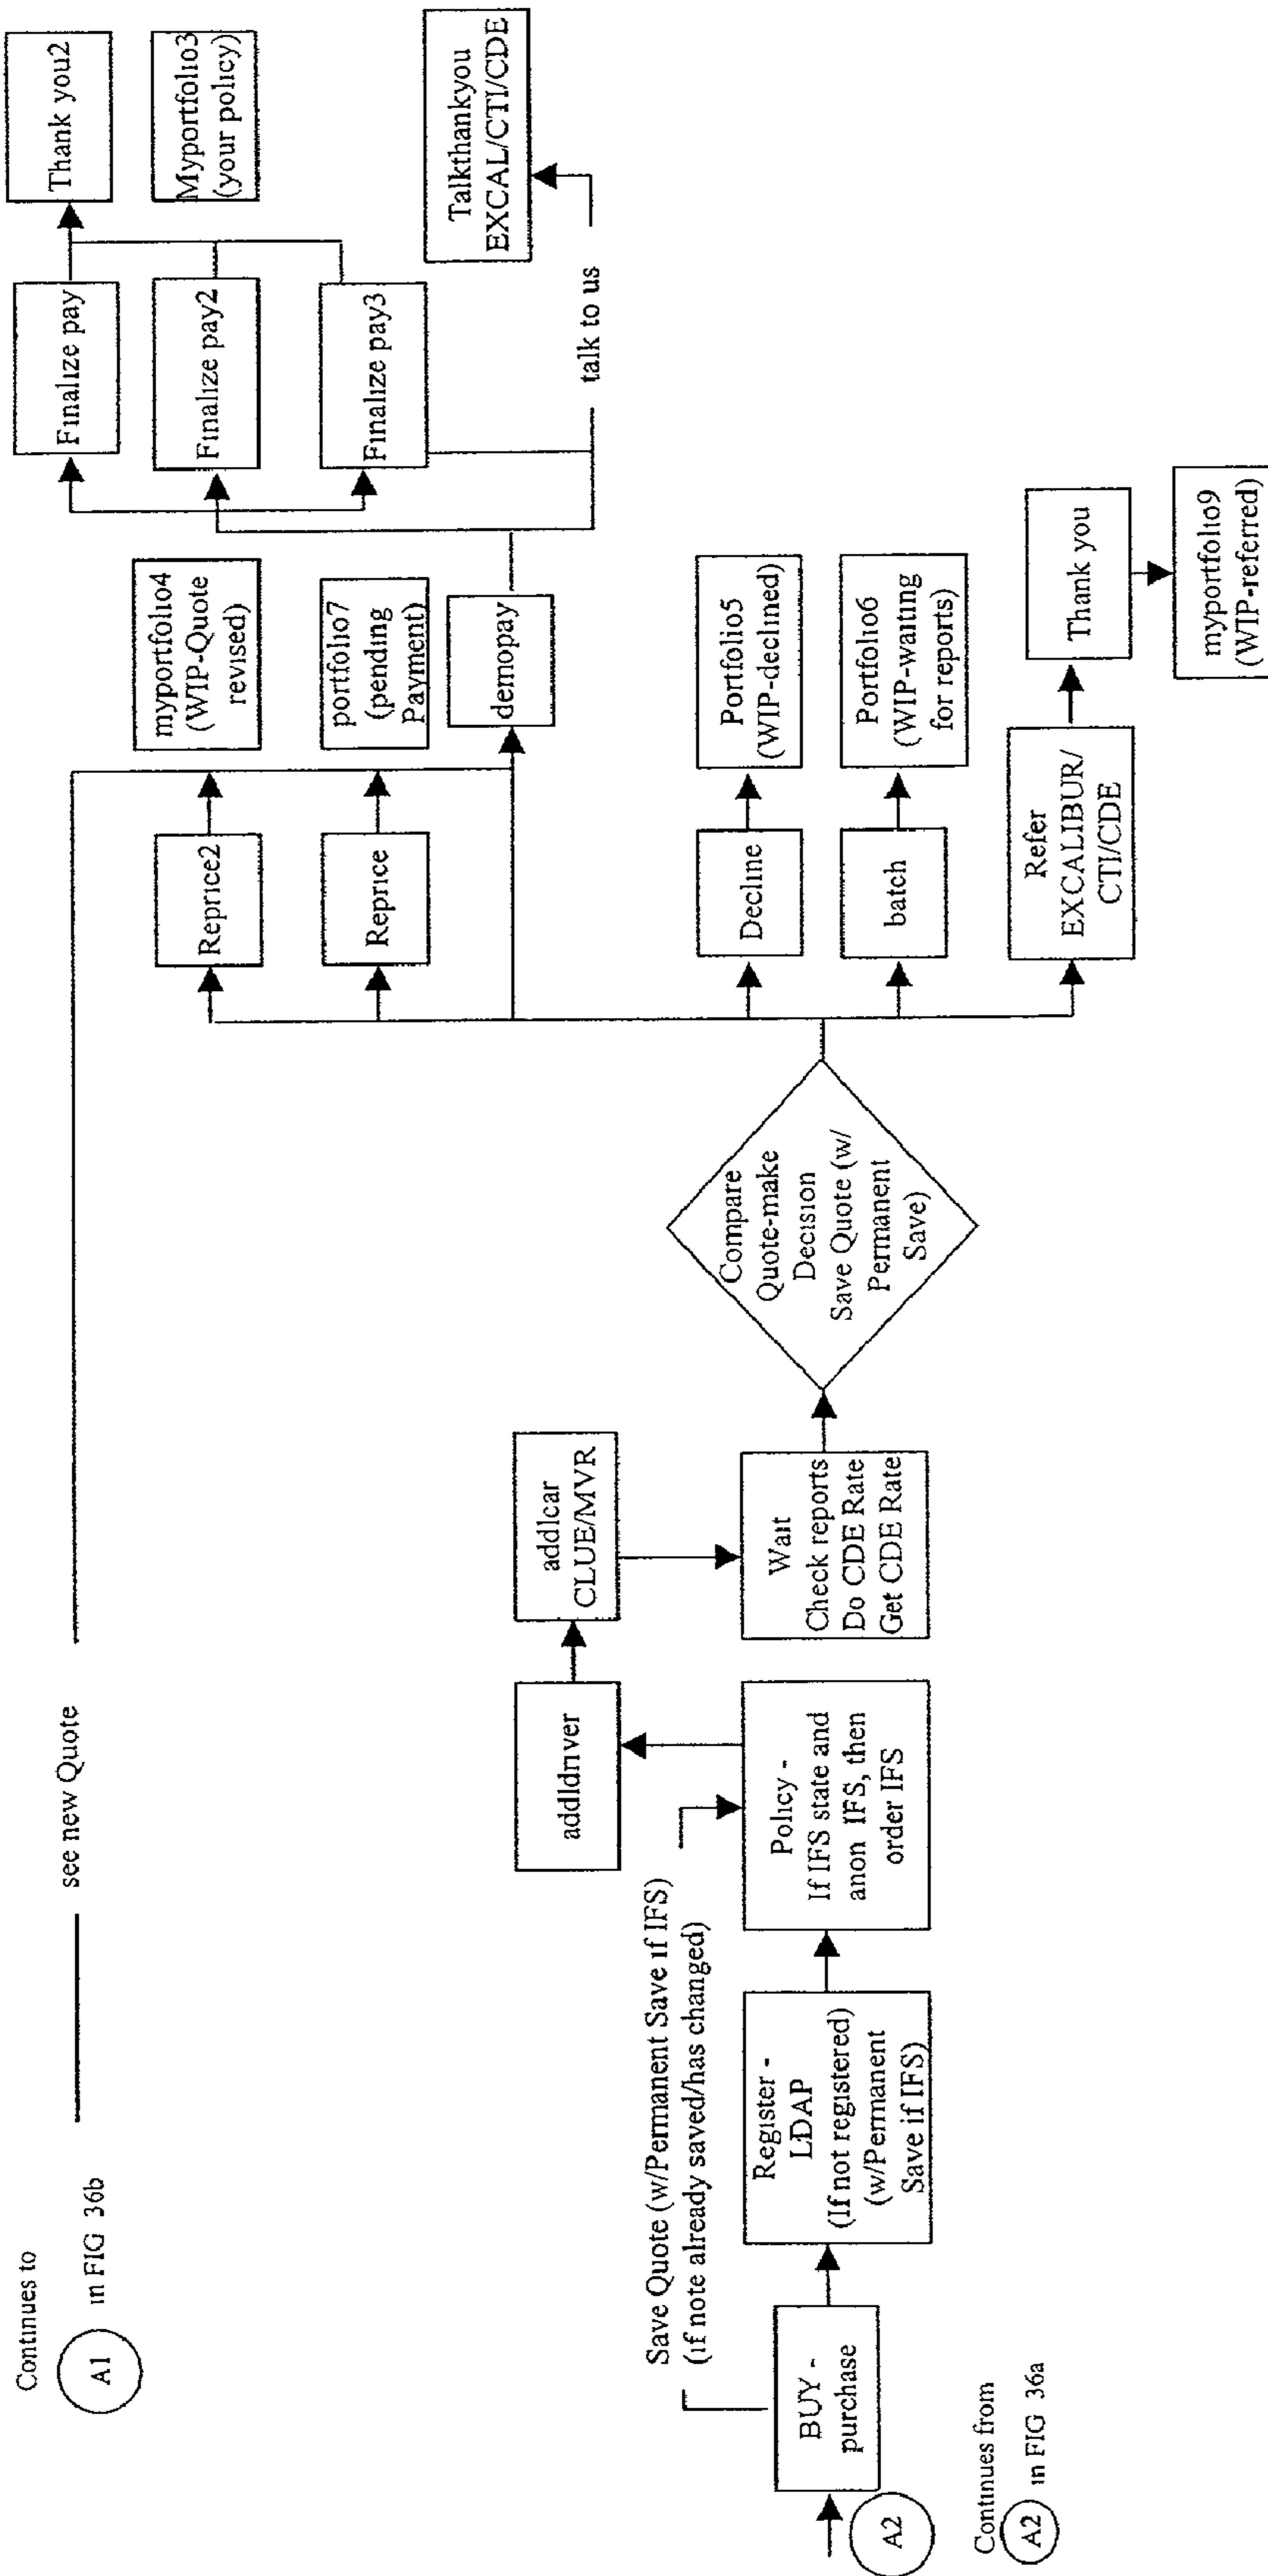 Continues to
A1
in FIG 36b
see new Quote
Continues from
A2
in FIG 36a
A2
BUY -
purchase
Save Quote (w/Permanent Save if IFS)
(if note already saved/has changed)
Register -
LDAP
(If not registered)
(w/Permanent
Save if IFS)
Policy -
If IFS state and
anon IFS, then
order IFS
addldriver
addlcar
CLUE/MVR
Wait
Check reports
Do CDE Rate
Get CDE Rate
Compare
Quote-make
Decision
Save Quote (w/
Permanent
Save)
Reprice2
myportfolio4
(WIP-Quote
revised)
Reprice
portfolio7
(pending
Payment)
demopay
Decline
Portfolio5
(WIP-declined)
batch
Portfolio6
(WIP-waiting
for reports)
Refer
EXCALIBUR/
CTI/CDE
Thank you
myportfolio9
(WIP-referred)
Finalize pay
Finalize pay2
Finalize pay3
Thank you2
Myportfolio3
(your policy)
talk to us
Talkthankyou
EXCAL/CTI/CDE